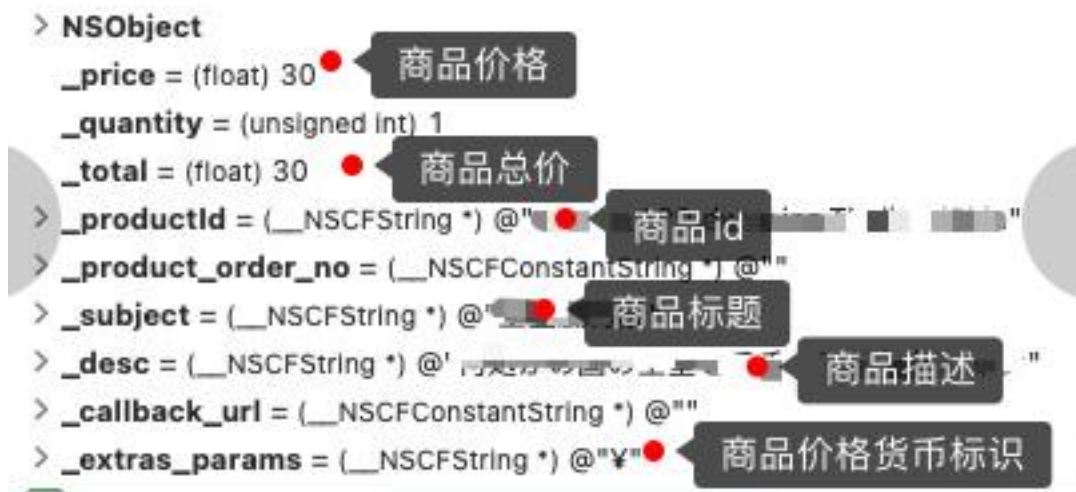 > NSObject
_price = (float) 30 商品价格
_quantity = (unsigned int) 1
_total = (float) 30 商品总价
> _productId = (__NSCFString *) @" 商品 id "
> _product_order_no = (__NSCFConstantString *) @""
> _subject = (__NSCFString *) @" 商品标题
> _desc = (__NSCFString *) @' 商品描述 "
> _callback_url = (__NSCFConstantString *) @""
> _extras_params = (__NSCFString *) @"¥" 商品价格货币标识